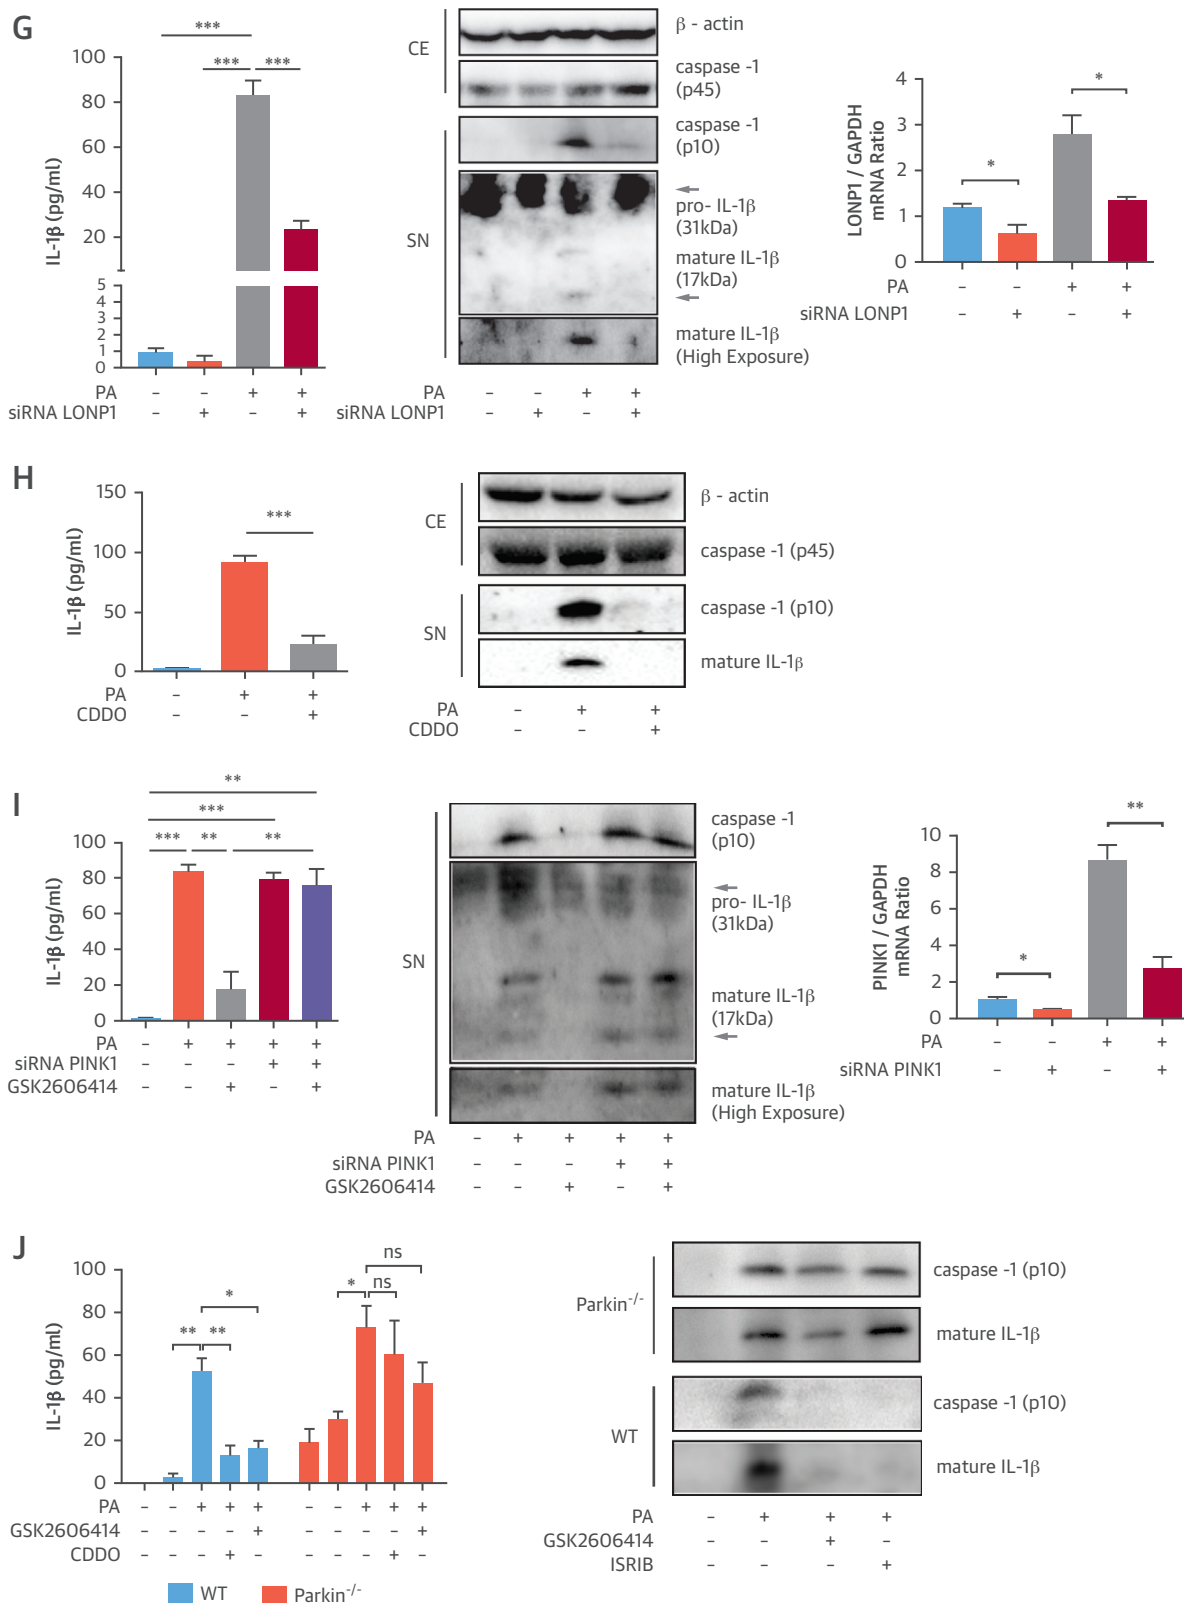 G
***
*** ***
100
80
60
40
20
5
4
3
2
1
0
IL-1β (pg/ml)
PA – – + +
siRNA LONP1 – + – +
CE
SN
β - actin
caspase -1
(p45)
caspase -1
(p10)
pro- IL-1β
(31kDa)
mature IL-1β
(17kDa)
mature IL-1β
(High Exposure)
PA – – + +
siRNA LONP1 – + – +
4
3
2
1
0
LONP1 / GAPDH
mRNA Ratio
*
*
PA – – + +
siRNA LONP1 – + – +
H
150
100
50
0
IL-1β (pg/ml)
***
PA – + +
CDDO – – +
CE
SN
β - actin
caspase -1 (p45)
caspase -1 (p10)
mature IL-1β
PA – + +
CDDO – – +
I
**
***
*** ** **
100
80
60
40
20
0
IL-1β (pg/ml)
PA – + + + +
siRNA PINK1 – – – + +
GSK2606414 – – + – +
SN
caspase -1
(p10)
pro- IL-1β
(31kDa)
mature IL-1β
(17kDa)
mature IL-1β
(High Exposure)
PA – + + + +
siRNA PINK1 – – – + +
GSK2606414 – – + – +
10
8
6
4
2
0
PINK1 / GAPDH
mRNA Ratio
**
*
PA – – + +
siRNA PINK1 – + – +
J
100
80
60
40
20
0
IL-1β (pg/ml)
ns
* ns
*
** **
PA – – + + + – – + + +
GSK2606414 – – – – + – – – – +
CDDO – – – + – – – – + –
WT Parkin-/-
Parkin-/-
WT
caspase -1 (p10)
mature IL-1β
caspase -1 (p10)
mature IL-1β
PA – + + +
GSK2606414 – – + –
ISRIB – – – +